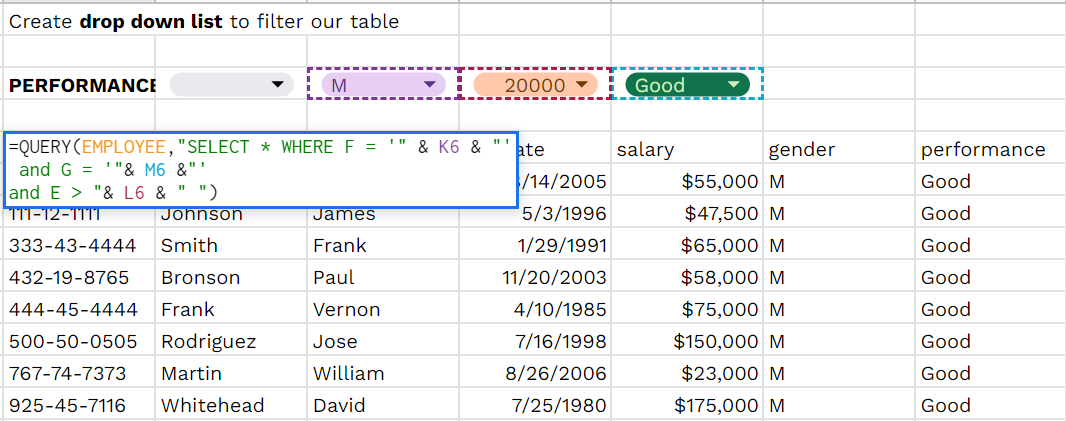 Create drop down list to filter our table
PERFORMANCE M 20000 Good
=QUERY(EMPLOYEE,"SELECT * WHERE F = '" & K6 & "'
and G = '"& M6 &"'
and E > "& L6 & " ")
ate salary gender performance
/14/2005 $55,000 M Good
111-12-1111 Johnson James 5/3/1996 $47,500 M Good
333-43-4444 Smith Frank 1/29/1991 $65,000 M Good
432-19-8765 Bronson Paul 11/20/2003 $58,000 M Good
444-45-4444 Frank Vernon 4/10/1985 $75,000 M Good
500-50-0505 Rodriguez Jose 7/16/1998 $150,000 M Good
767-74-7373 Martin William 8/26/2006 $23,000 M Good
925-45-7116 Whitehead David 7/25/1980 $175,000 M Good